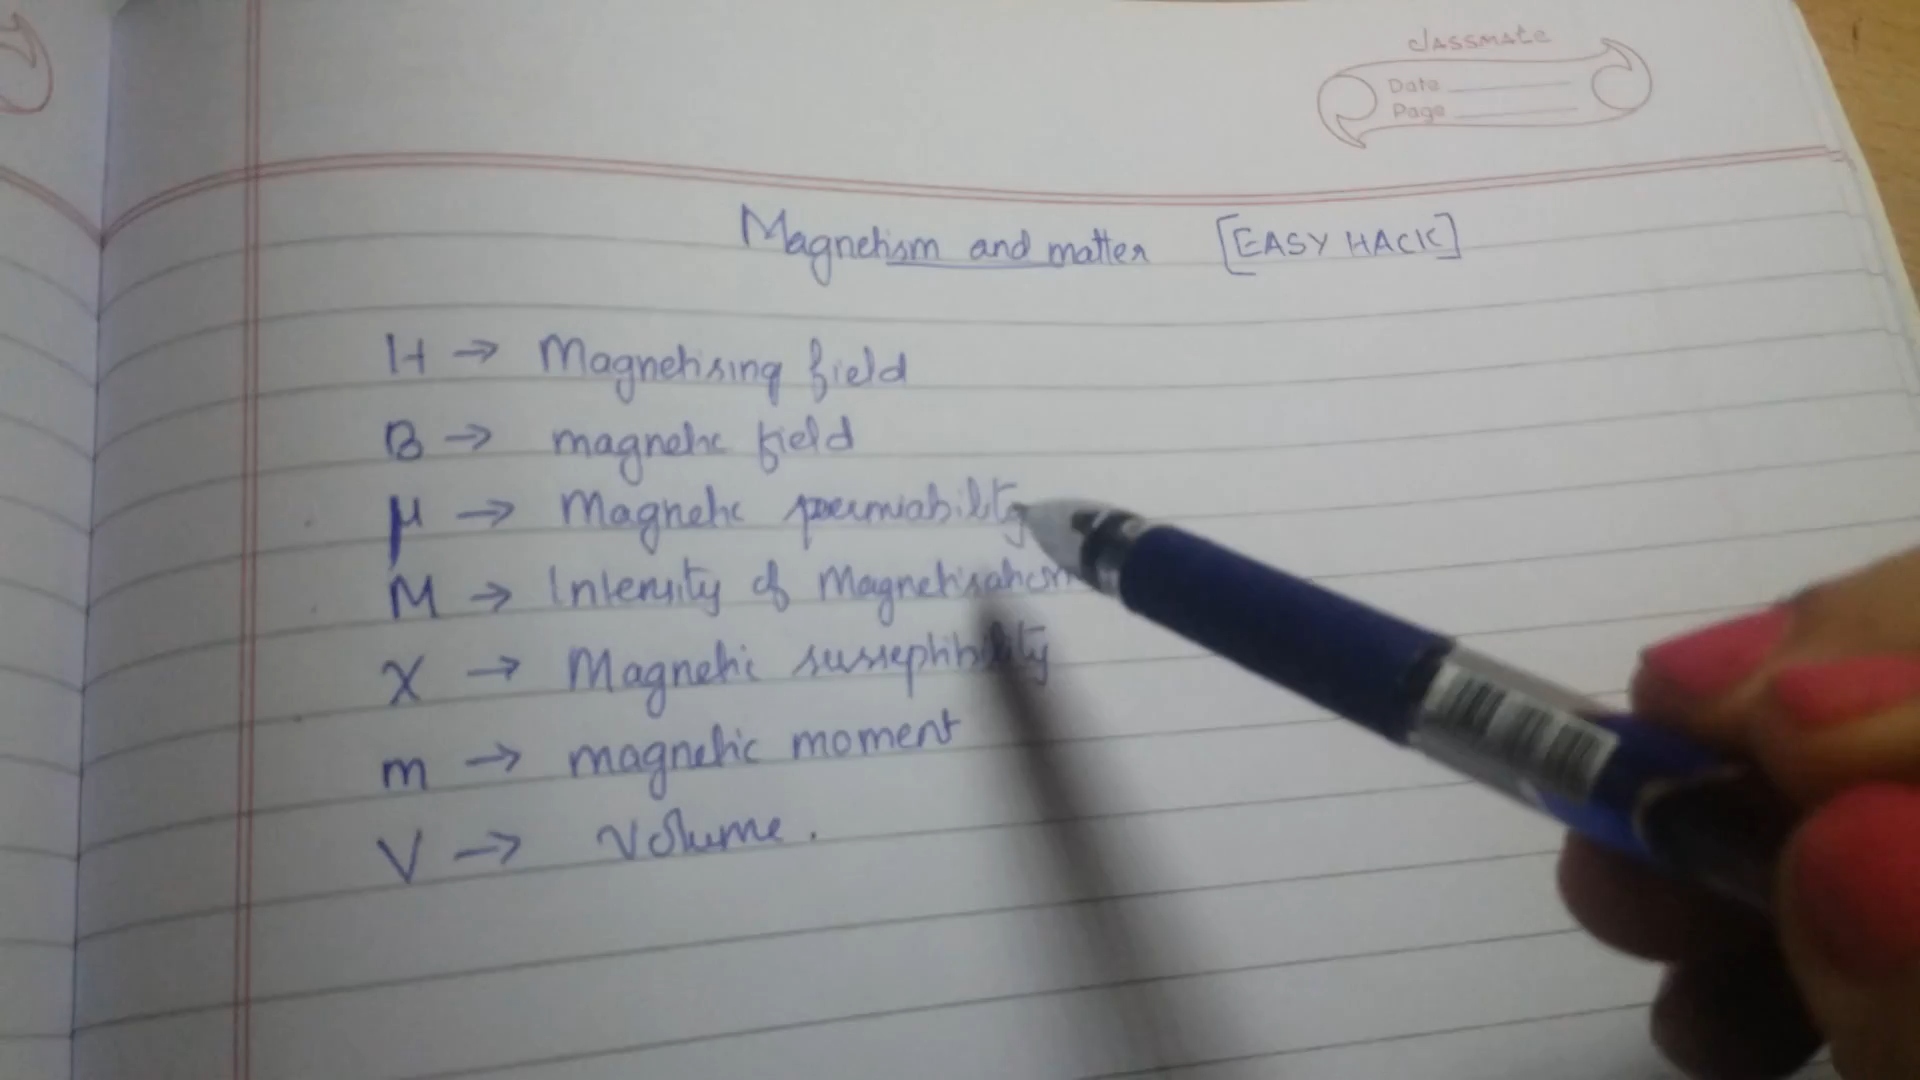 classmate
Date
Page
Magnetism and matter [EASY HACK]
H → Magnetising field
B → magnetic field
μ → Magnetic permiability
M → Intensity of Magnetisation
χ → Magnetic sussephibility
m → magnetic moment
V → Volume.